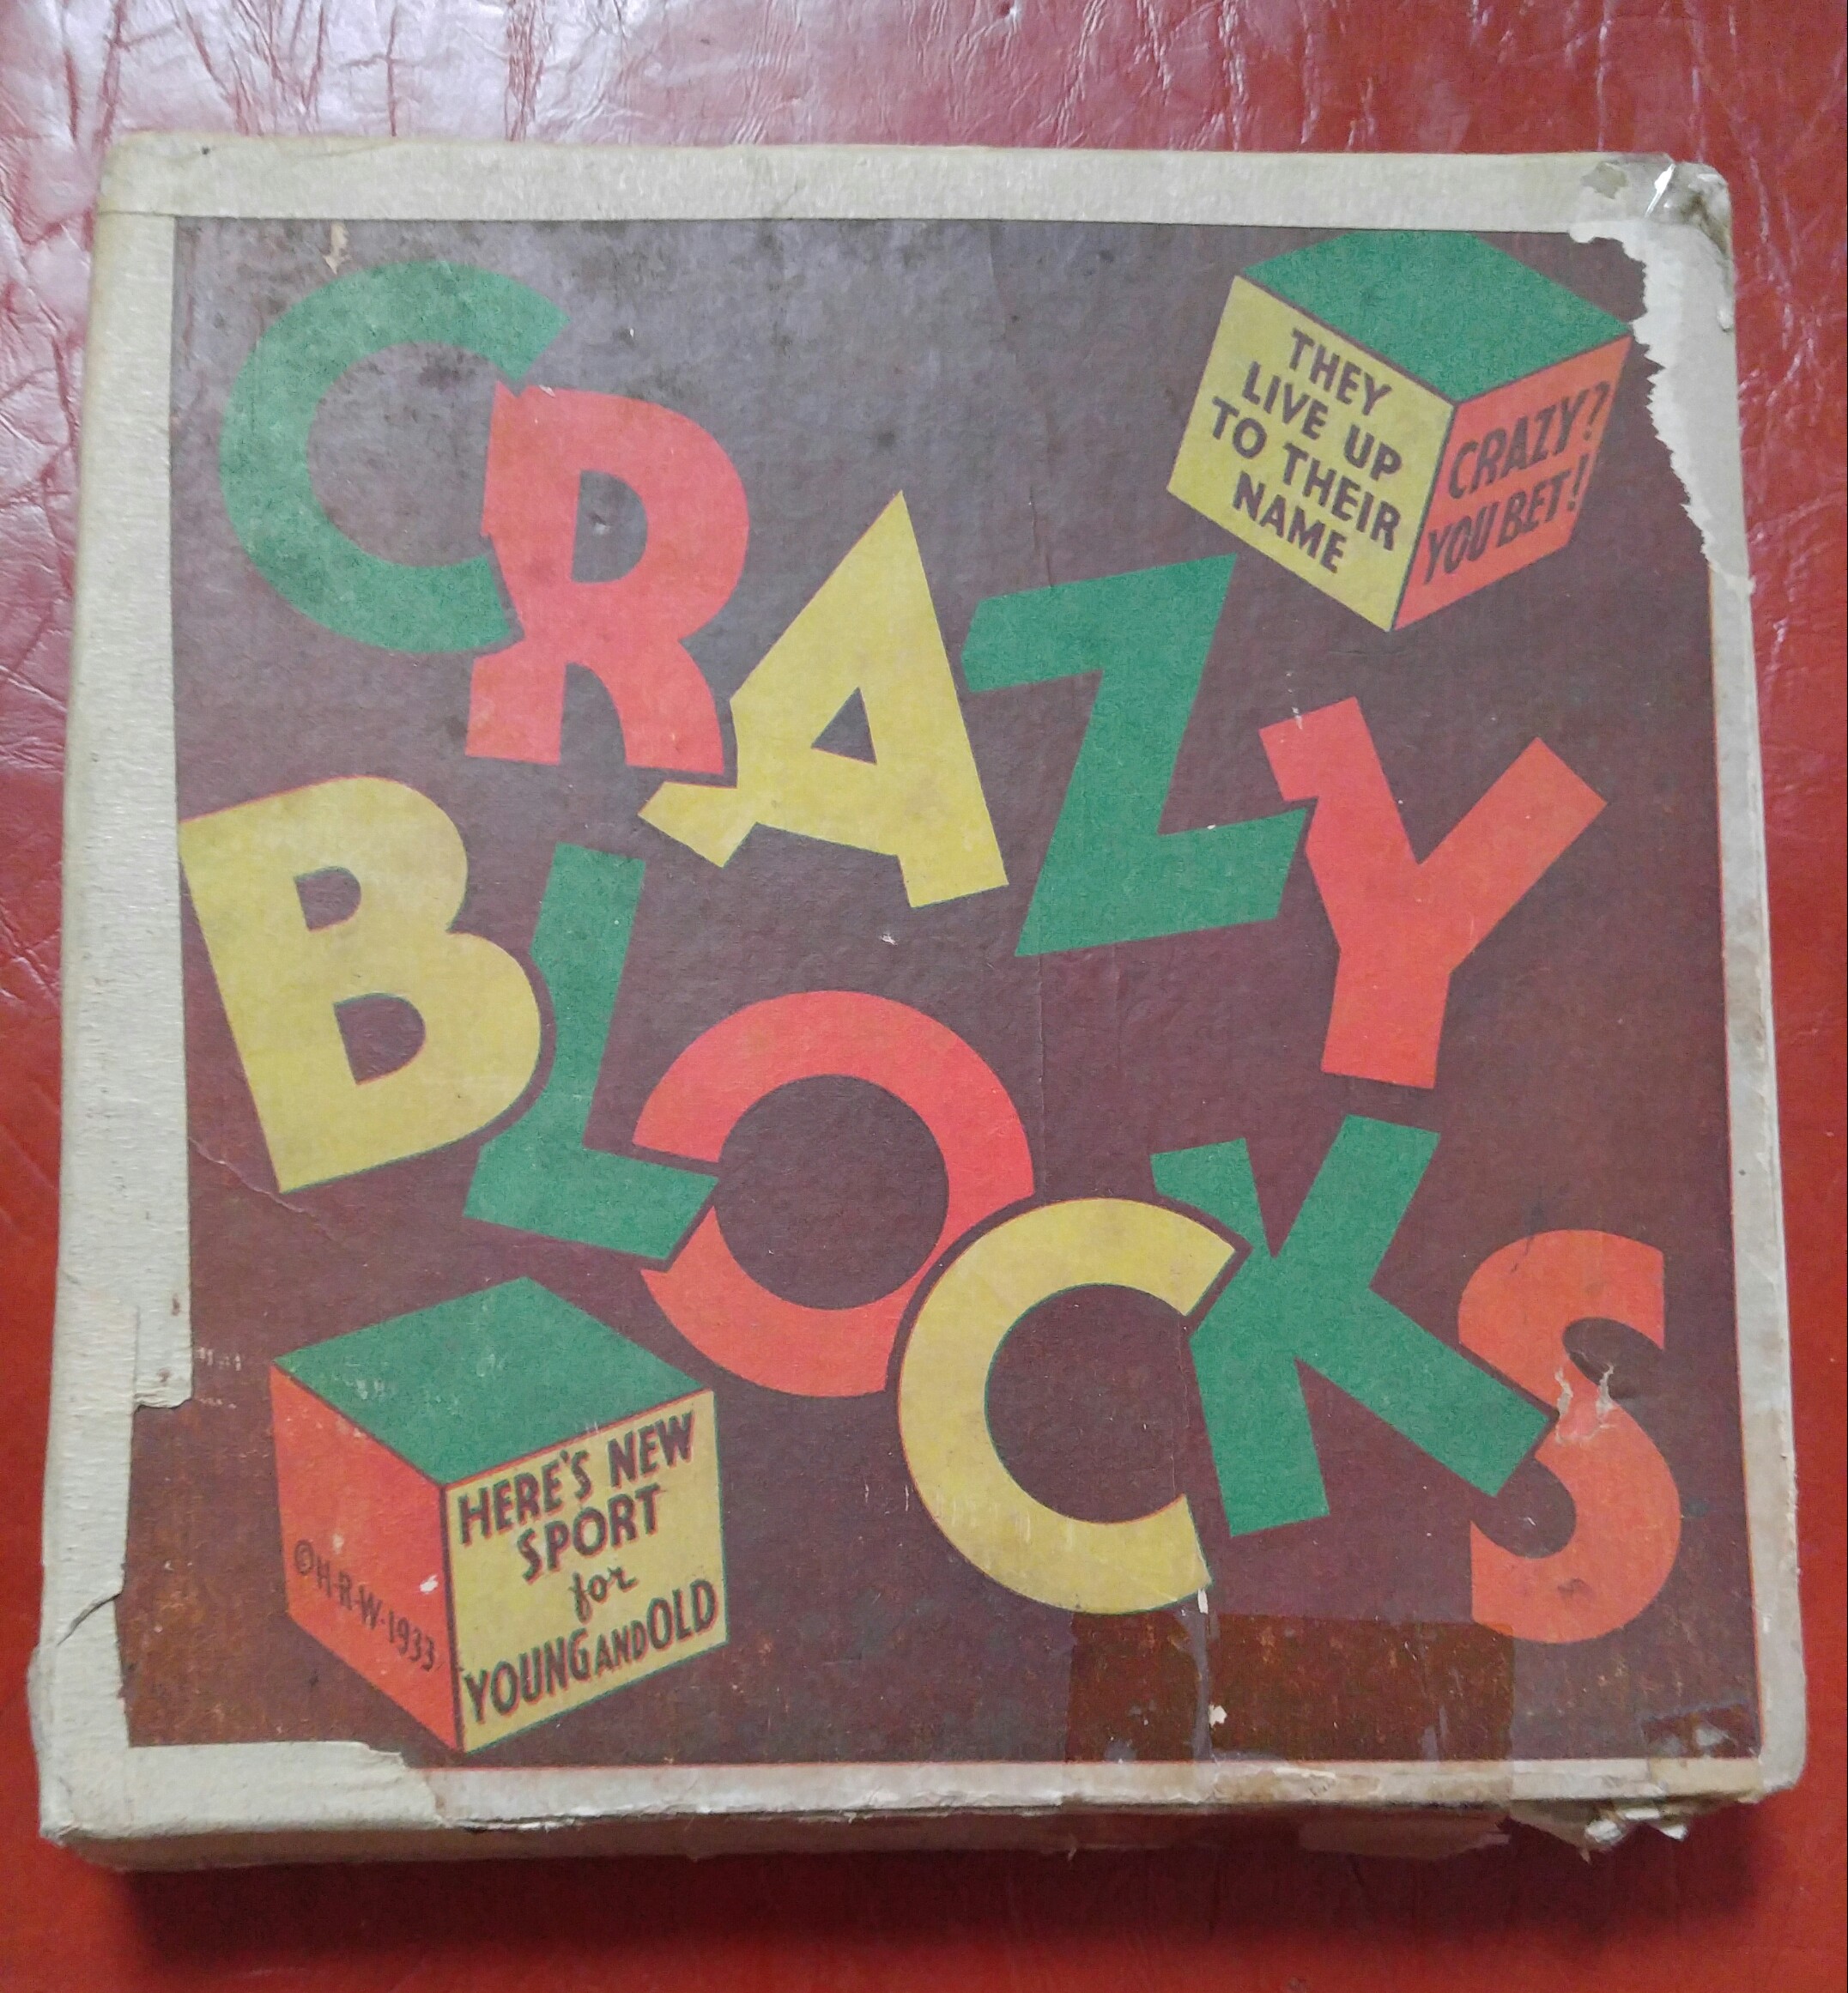 CRAZY
BLOCKS
THEY
LIVE UP
TO THEIR
NAME
CRAZY?
YOU BET!
©H·R·W·1933
HERE'S NEW
SPORT
for
YOUNG AND OLD